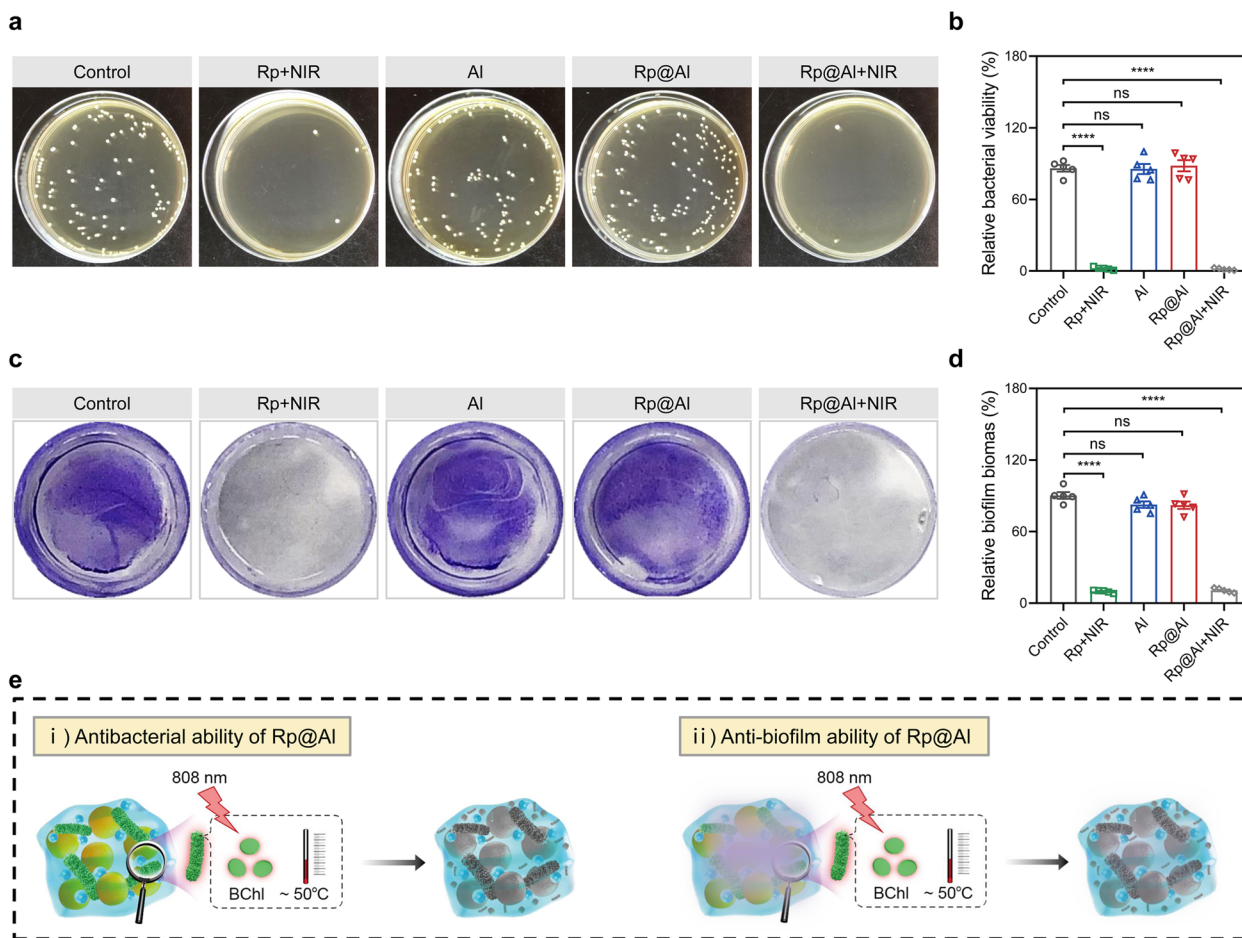 a
Control
Rp+NIR
Al
Rp@Al
Rp@Al+NIR
b
Relative bacterial viability (%)
180
120
60
0
****
ns
ns
****
Control
Rp+NIR
Al
Rp@Al
Rp@Al+NIR
c
Control
Rp+NIR
Al
Rp@Al
Rp@Al+NIR
d
Relative biofilm biomas (%)
180
120
60
0
****
ns
ns
****
Control
Rp+NIR
Al
Rp@Al
Rp@Al+NIR
e
i ) Antibacterial ability of Rp@Al
808 nm
BChl
~ 50℃
ii ) Anti-biofilm ability of Rp@Al
808 nm
BChl
~ 50℃